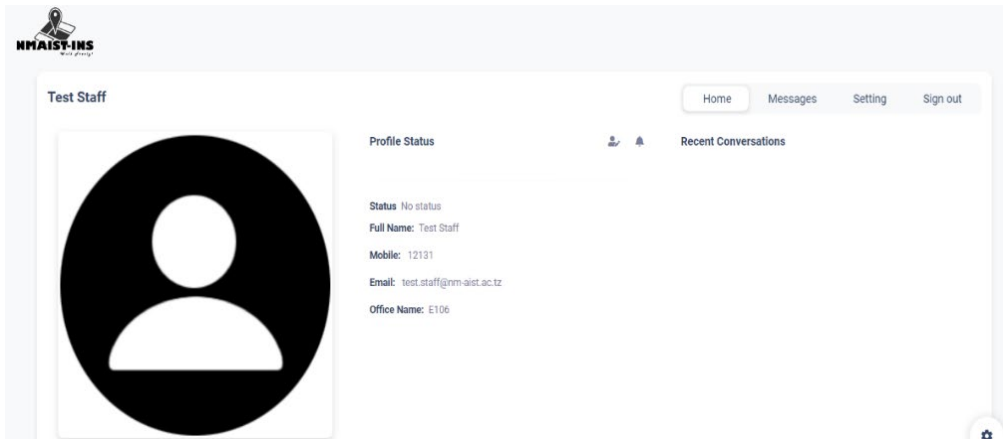 NMAIST-INS
Test Staff
Home Messages Setting Sign out
Profile Status
Recent Conversations
Status No status
Full Name: Test Staff
Mobile: 12131
Email: test.staff@nm-aist.ac.tz
Office Name: E106